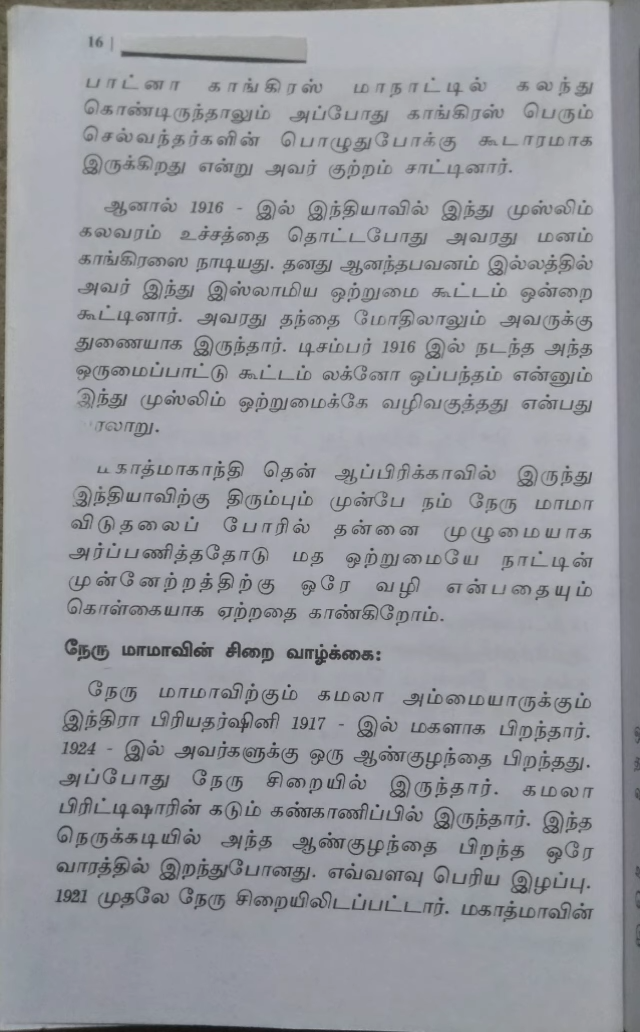 16 |
பாட்னா காங்கிரஸ் மாநாட்டில் கலந்து
கொண்டிருந்தாலும் அப்போது காங்கிரஸ் பெரும்
செல்வந்தர்களின் பொழுதுபோக்கு கூடாரமாக
இருக்கிறது என்று அவர் குற்றம் சாட்டினார்.
ஆனால் 1916 - இல் இந்தியாவில் இந்து முஸ்லிம்
கலவரம் உச்சத்தை தொட்டபோது அவரது மனம்
காங்கிரஸை நாடியது. தனது ஆனந்தபவனம் இல்லத்தில்
அவர் இந்து இஸ்லாமிய ஒற்றுமை கூட்டம் ஒன்றை
கூட்டினார். அவரது தந்தை மோதிலாலும் அவருக்கு
துணையாக இருந்தார். டிசம்பர் 1916 இல் நடந்த அந்த
ஒருமைப்பாட்டு கூட்டம் லக்னோ ஒப்பந்தம் என்னும்
இந்து முஸ்லிம் ஒற்றுமைக்கே வழிவகுத்தது என்பது
மகாத்மாகாந்தி தென் ஆப்பிரிக்காவில் இருந்து
இந்தியாவிற்கு திரும்பும் முன்பே நம் நேரு மாமா
விடுதலைப் போரில் தன்னை முழுமையாக
அர்ப்பணித்ததோடு மத ஒற்றுமையே நாட்டின்
முன்னேற்றத்திற்கு ஒரே வழி என்பதையும்
கொள்கையாக ஏற்றதை காண்கிறோம்.
நேரு மாமாவின் சிறை வாழ்க்கை:
நேரு மாமாவிற்கும் கமலா அம்மையாருக்கும்
இந்திரா பிரியதர்ஷினி 1917 - இல் மகளாக பிறந்தார்.
1924 - இல் அவர்களுக்கு ஒரு ஆண்குழந்தை பிறந்தது.
அப்போது நேரு சிறையில் இருந்தார். கமலா
பிரிட்டிஷாரின் கடும் கண்காணிப்பில் இருந்தார். இந்த
நெருக்கடியில் அந்த ஆண்குழந்தை பிறந்த ஒரே
வாரத்தில் இறந்துபோனது. எவ்வளவு பெரிய இழப்பு.
1921 முதலே நேரு சிறையிலிடப்பட்டார். மகாத்மாவின்